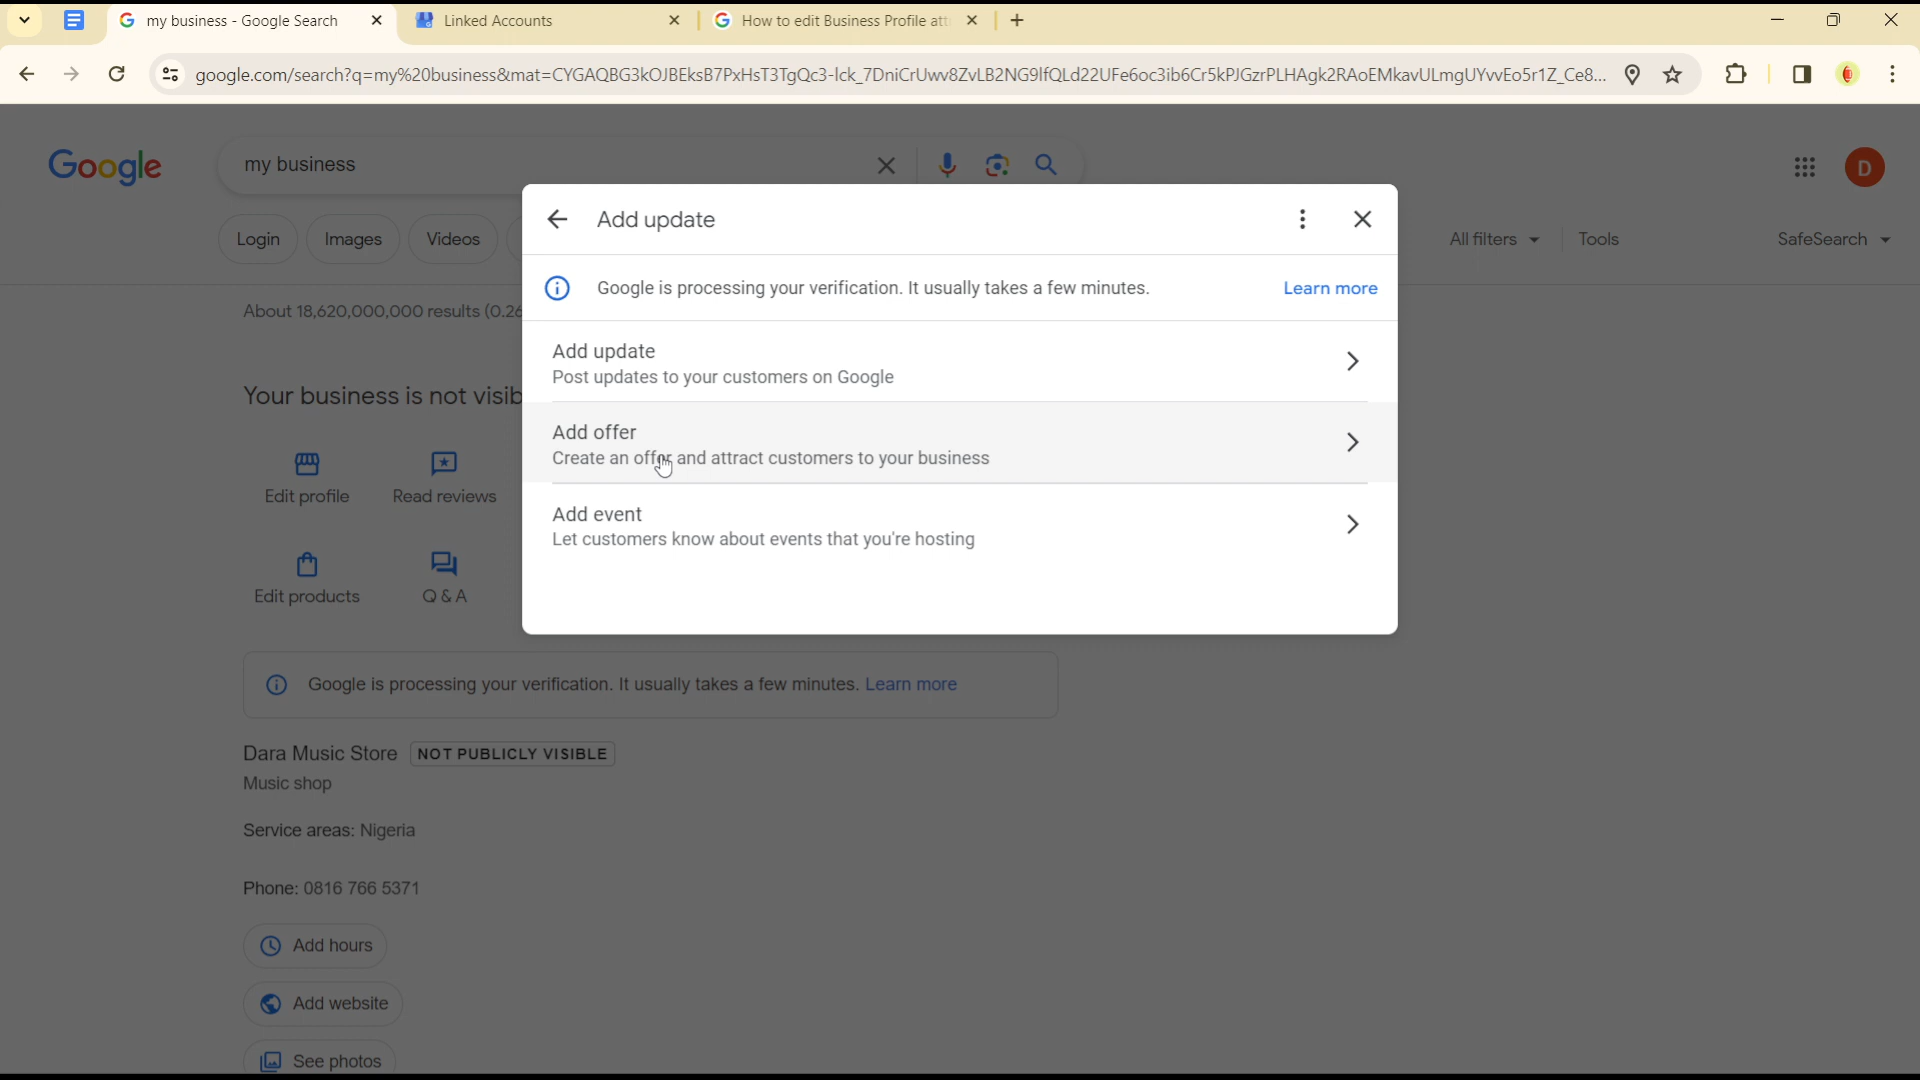 my business - Google Search
Linked Accounts
How to edit Business Profile att
google.com/search?q=my%20business&mat=CYGAQBG3kOJBEksB7PxHsT3TgQc3-lck_7DniCrUwv8ZvLB2NG9lfQLd22UFe6oc3ib6Cr5kPJGzrPLHAgk2RAoEMkavULmgUYvvEo5r1Z_Ce8...
Google
my business
D
Login
Images
Videos
All filters
Tools
SafeSearch
About 18,620,000,000 results (0.26
Your business is not visib
Edit profile
Read reviews
Edit products
Q & A
Add update
Google is processing your verification. It usually takes a few minutes.
Learn more
Add update
Post updates to your customers on Google
Add offer
Create an offer and attract customers to your business
Add event
Let customers know about events that you're hosting
Google is processing your verification. It usually takes a few minutes. Learn more
Dara Music Store NOT PUBLICLY VISIBLE
Music shop
Service areas: Nigeria
Phone: 0816 766 5371
Add hours
Add website
See photos